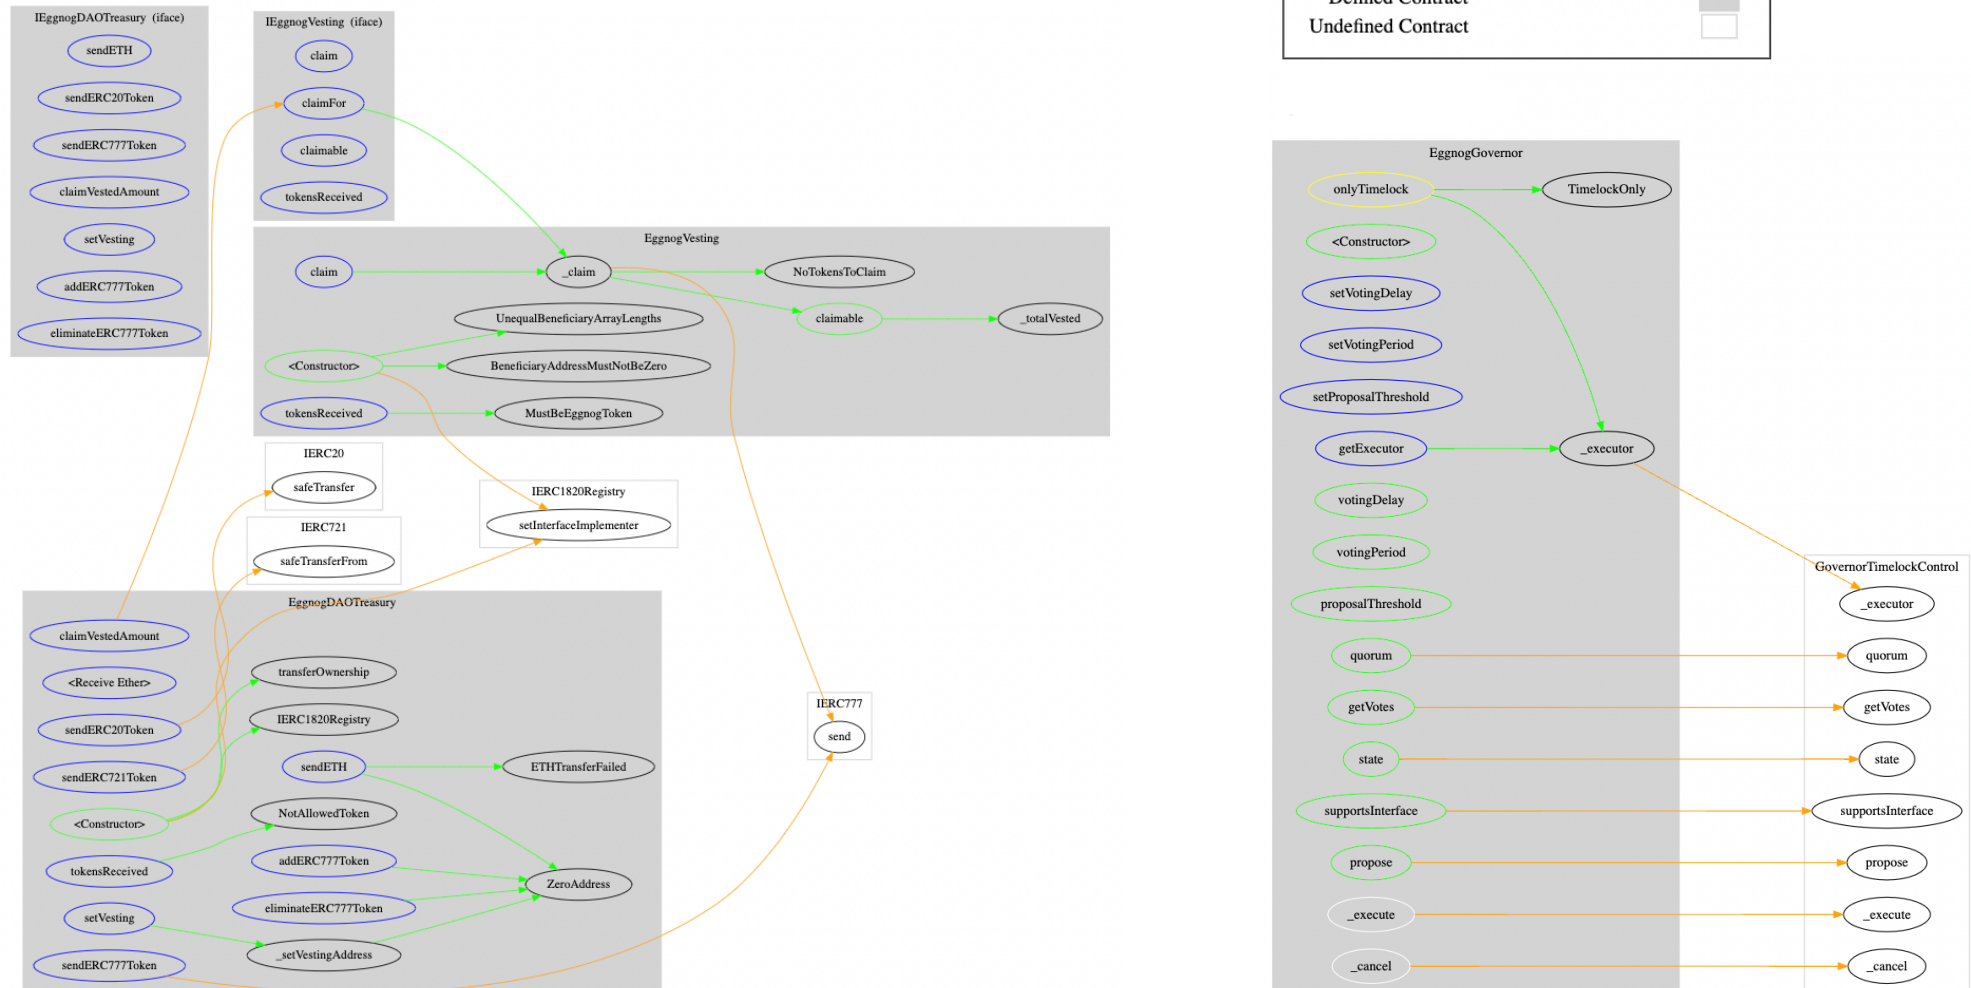 IEggnogDAOTreasury (iface)
sendETH
sendERC20Token
sendERC777Token
claimVestedAmount
setVesting
addERC777Token
eliminateERC777Token
IEggnogVesting (iface)
claim
claimFor
claimable
tokensReceived
EggnogVesting
claim
_claim
NoTokensToClaim
UnequalBeneficiaryArrayLengths
claimable
_totalVested
<Constructor>
BeneficiaryAddressMustNotBeZero
tokensReceived
MustBeEggnogToken
IERC20
safeTransfer
IERC721
safeTransferFrom
IERC1820Registry
setInterfaceImplementer
EggnogDAOTreasury
claimVestedAmount
<Receive Ether>
sendERC20Token
sendERC721Token
<Constructor>
tokensReceived
setVesting
sendERC777Token
transferOwnership
IERC1820Registry
sendETH
ETHTransferFailed
NotAllowedToken
addERC777Token
ZeroAddress
eliminateERC777Token
_setVestingAddress
IERC777
send
Defined Contract
Undefined Contract
EggnogGovernor
onlyTimelock
TimelockOnly
<Constructor>
setVotingDelay
setVotingPeriod
setProposalThreshold
getExecutor
_executor
votingDelay
votingPeriod
proposalThreshold
quorum
getVotes
state
supportsInterface
propose
_execute
_cancel
GovernorTimelockControl
_executor
quorum
getVotes
state
supportsInterface
propose
_execute
_cancel